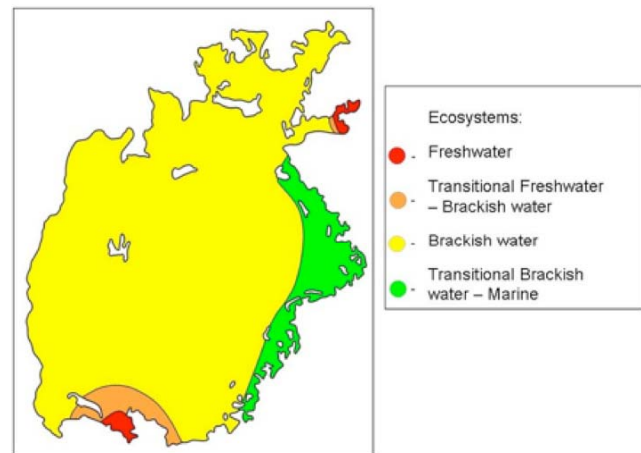 Ecosystems:
- Freshwater
- Transitional Freshwater
– Brackish water
- Brackish water
- Transitional Brackish
water – Marine